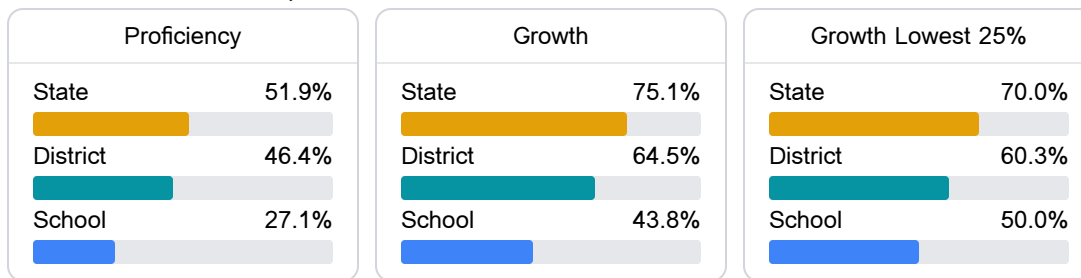 Proficiency
State 51.9%
District 46.4%
School 27.1%
Growth
State 75.1%
District 64.5%
School 43.8%
Growth Lowest 25%
State 70.0%
District 60.3%
School 50.0%